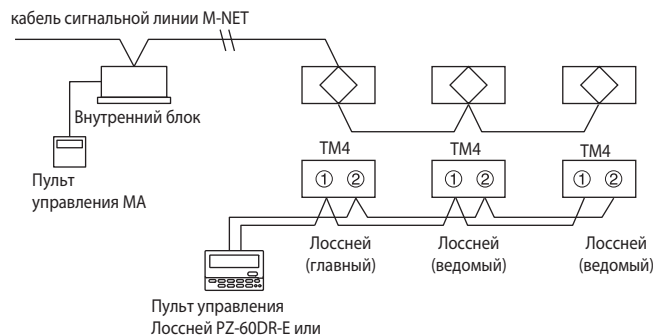 кабель сигнальной линии M-NET
Внутренний блок
Пульт
управления МА
TM4
TM4
TM4
① ②
① ②
① ②
Лоссней
(главный)
Лоссней
(ведомый)
Лоссней
(ведомый)
Пульт управления
Лоссней PZ-60DR-E или